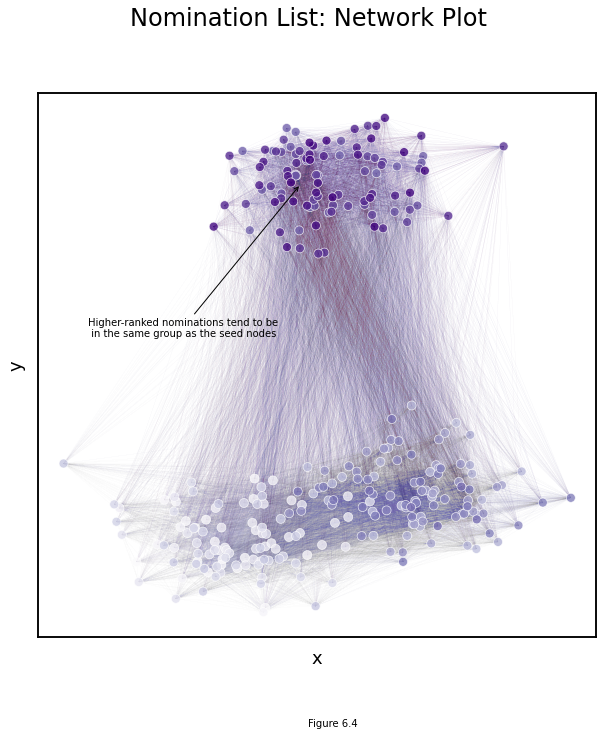 Nomination List: Network Plot
Higher-ranked nominations tend to be
in the same group as the seed nodes
y
x
Figure 6.4